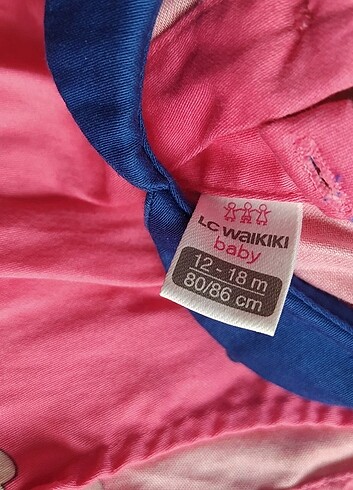 LC WAIKIKI
baby
12 - 18 m
80/86 cm